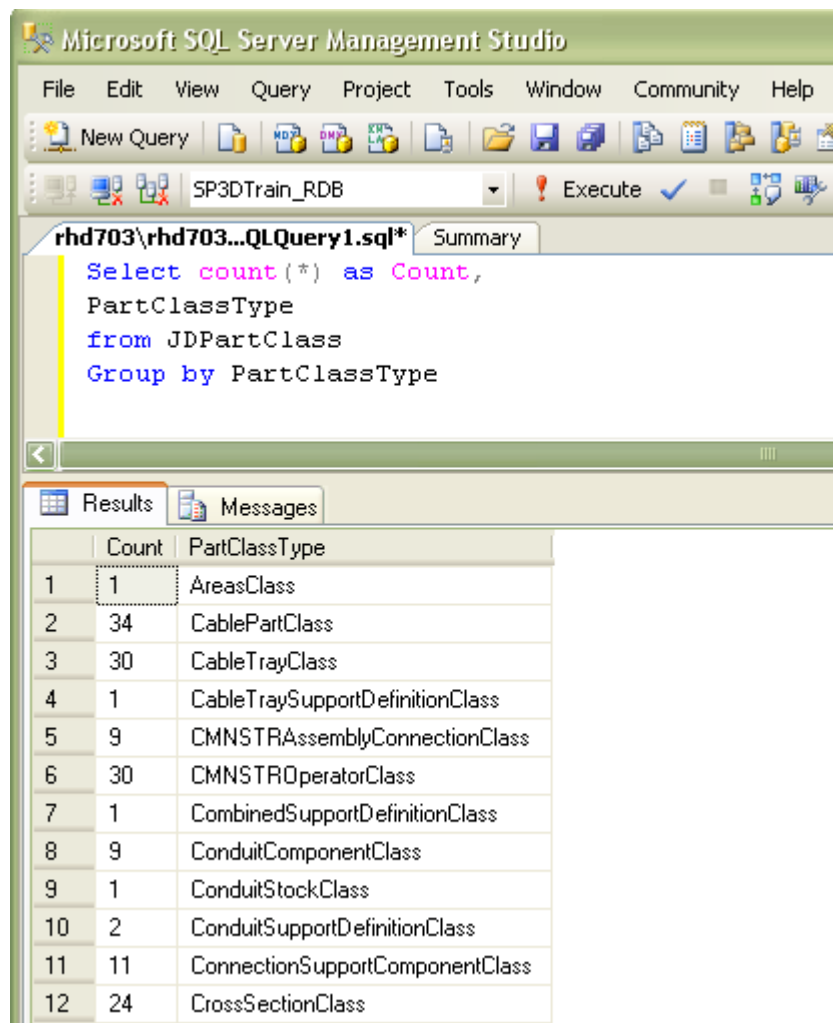 Microsoft SQL Server Management Studio
File Edit View Query Project Tools Window Community Help
New Query
SP3DTrain_RDB Execute
rhd703\rhd703...QLQuery1.sql* Summary
Select count(*) as Count,
PartClassType
from JDPartClass
Group by PartClassType
Results Messages
Count PartClassType
1 1 AreasClass
2 34 CablePartClass
3 30 CableTrayClass
4 1 CableTraySupportDefinitionClass
5 9 CMNSTRAssemblyConnectionClass
6 30 CMNSTROperatorClass
7 1 CombinedSupportDefinitionClass
8 9 ConduitComponentClass
9 1 ConduitStockClass
10 2 ConduitSupportDefinitionClass
11 11 ConnectionSupportComponentClass
12 24 CrossSectionClass